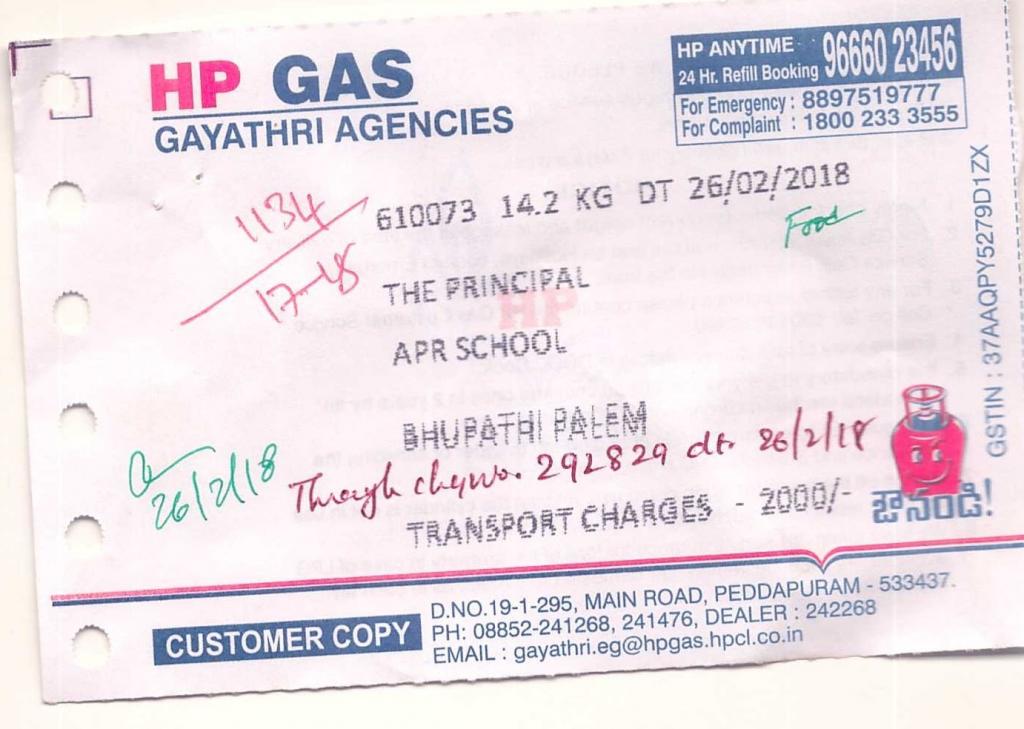 HP GAS
GAYATHRI AGENCIES
HP ANYTIME
24 Hr. Refill Booking 96660 23456
For Emergency : 8897519777
For Complaint : 1800 233 3555
1134
17-18
610073 14.2 KG DT 26/02/2018
Food
THE PRINCIPAL
HP
APR SCHOOL
BHUPATHI PALEM
26/2/18
Through cheque. 292829 dt. 26/2/18
TRANSPORT CHARGES - 2000/-
ఔనండి!
GSTIN : 37AAQPY5279D1ZX
CUSTOMER COPY
D.NO.19-1-295, MAIN ROAD, PEDDAPURAM - 533437.
PH: 08852-241268, 241476, DEALER : 242268
EMAIL : gayathri.eg@hpgas.hpcl.co.in